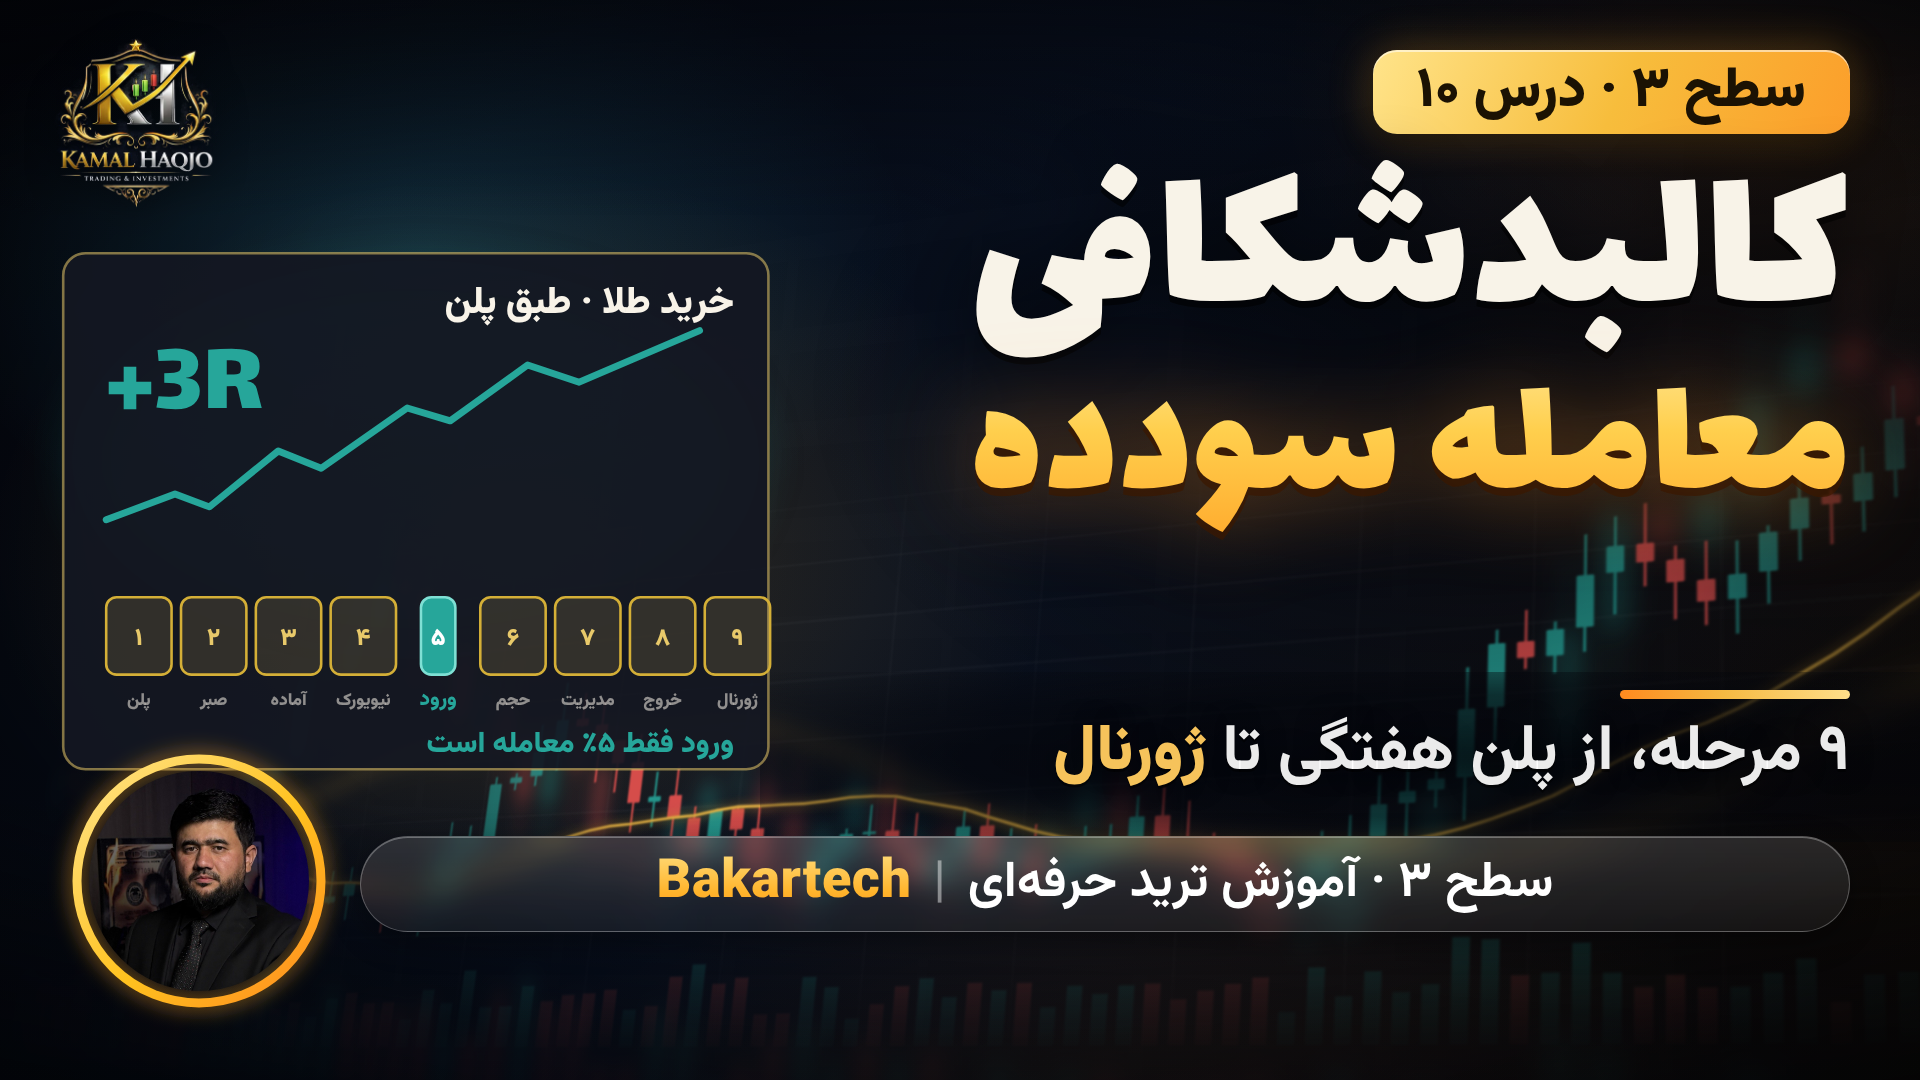 سطح ۳ · درس ۱۰
کالبدشکافی
معامله سودده
۹ مرحله، از پلن هفتگی تا ژورنال
سطح ۳ · آموزش ترید حرفه‌ای | Bakartech
KAMAL HAQJO
TRADING & INVESTMENTS
خرید طلا · طبق پلن
+3R
۱ ۲ ۳ ۴ ۵ ۶ ۷ ۸ ۹
پلن صبر آماده نیویورک ورود حجم مدیریت خروج ژورنال
ورود فقط ۵٪ معامله است